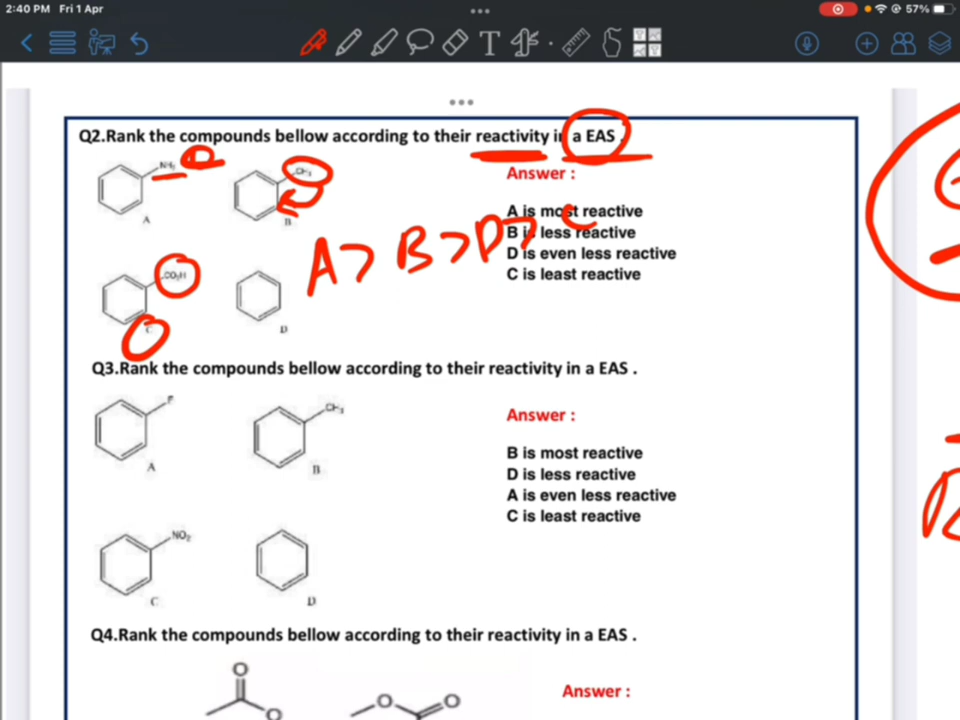 2:40 PM Fri 1 Apr
57%
Q2.Rank the compounds bellow according to their reactivity in a EAS .
NH₂
CH₃
A
B
Answer :
A is most reactive
B is less reactive
D is even less reactive
C is least reactive
A > B > D > C
CO₂H
C
D
Q3.Rank the compounds bellow according to their reactivity in a EAS .
F
CH₃
A
B
Answer :
B is most reactive
D is less reactive
A is even less reactive
C is least reactive
NO₂
C
D
Q4.Rank the compounds bellow according to their reactivity in a EAS .
O
O
O
O
Answer :